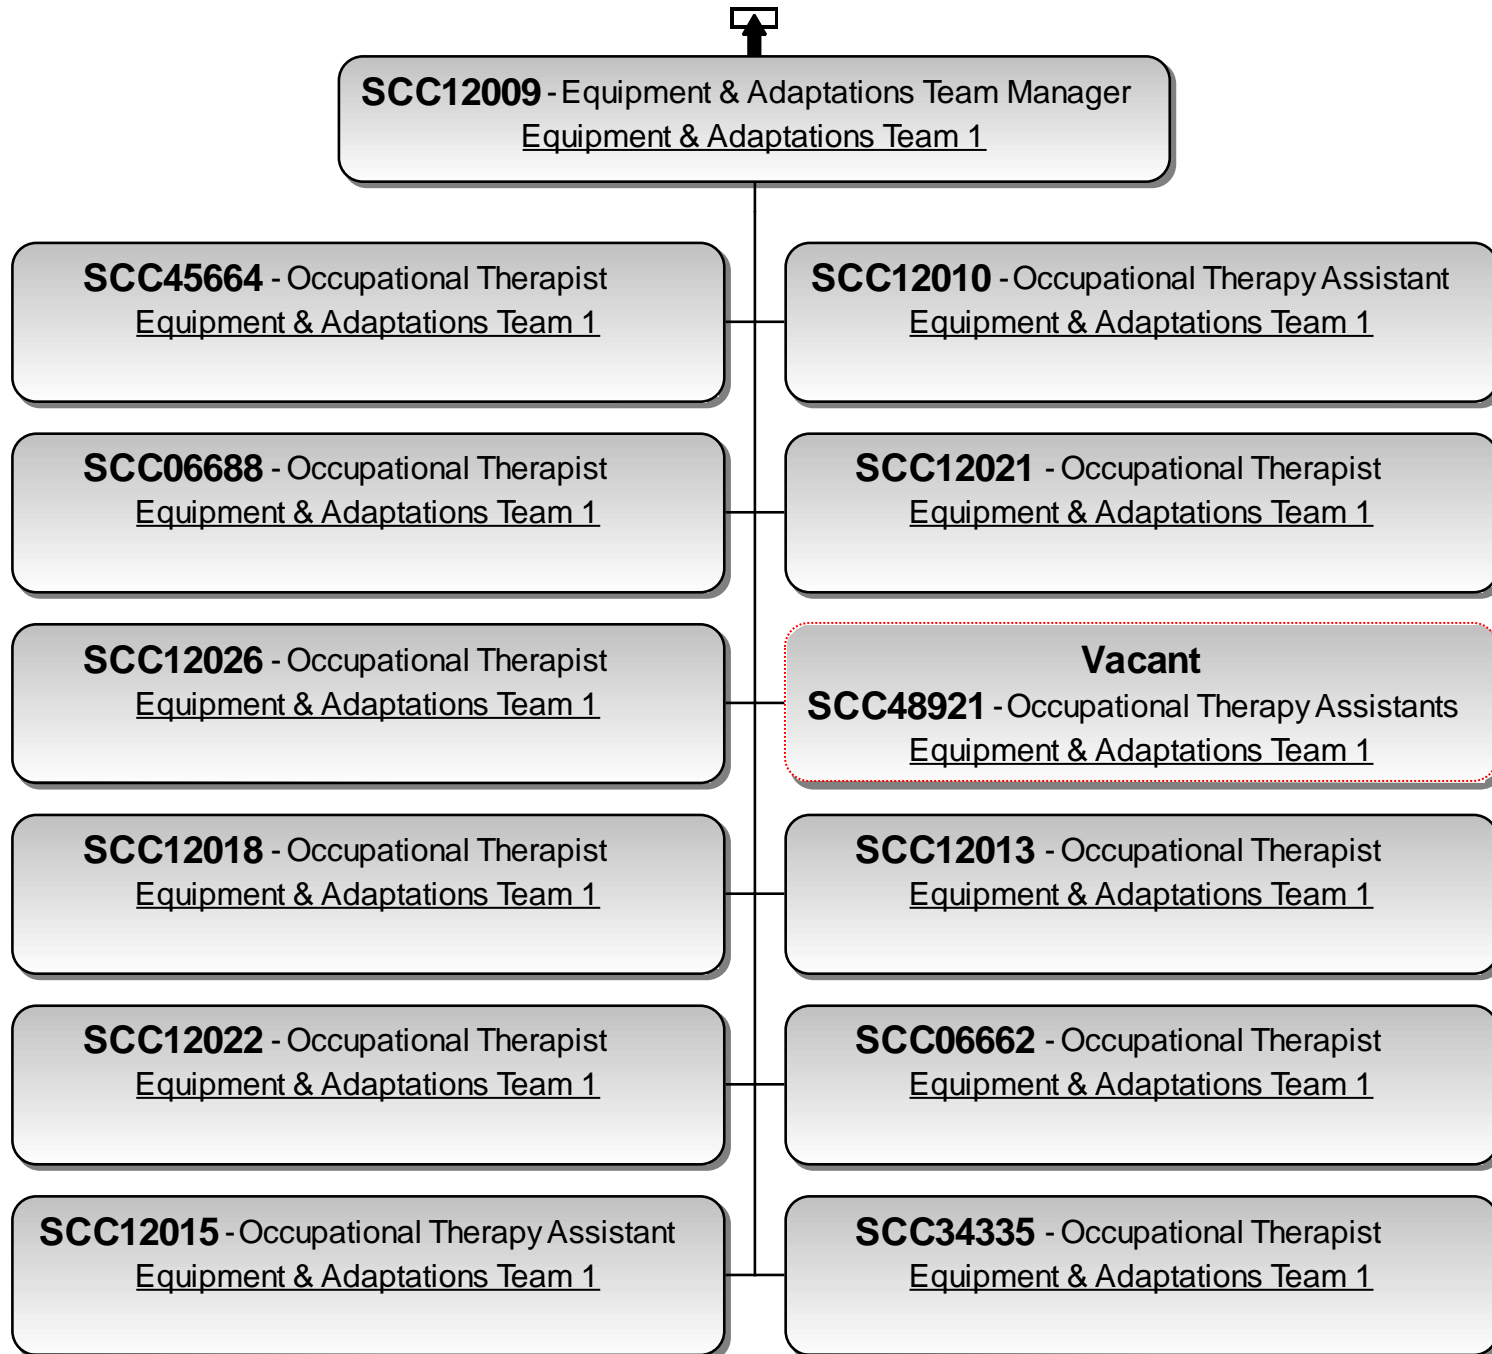 SCC12009 - Equipment & Adaptations Team Manager
Equipment & Adaptations Team 1
SCC45664 - Occupational Therapist
Equipment & Adaptations Team 1
SCC12010 - Occupational Therapy Assistant
Equipment & Adaptations Team 1
SCC06688 - Occupational Therapist
Equipment & Adaptations Team 1
SCC12021 - Occupational Therapist
Equipment & Adaptations Team 1
SCC12026 - Occupational Therapist
Equipment & Adaptations Team 1
Vacant
SCC48921 - Occupational Therapy Assistants
Equipment & Adaptations Team 1
SCC12018 - Occupational Therapist
Equipment & Adaptations Team 1
SCC12013 - Occupational Therapist
Equipment & Adaptations Team 1
SCC12022 - Occupational Therapist
Equipment & Adaptations Team 1
SCC06662 - Occupational Therapist
Equipment & Adaptations Team 1
SCC12015 - Occupational Therapy Assistant
Equipment & Adaptations Team 1
SCC34335 - Occupational Therapist
Equipment & Adaptations Team 1